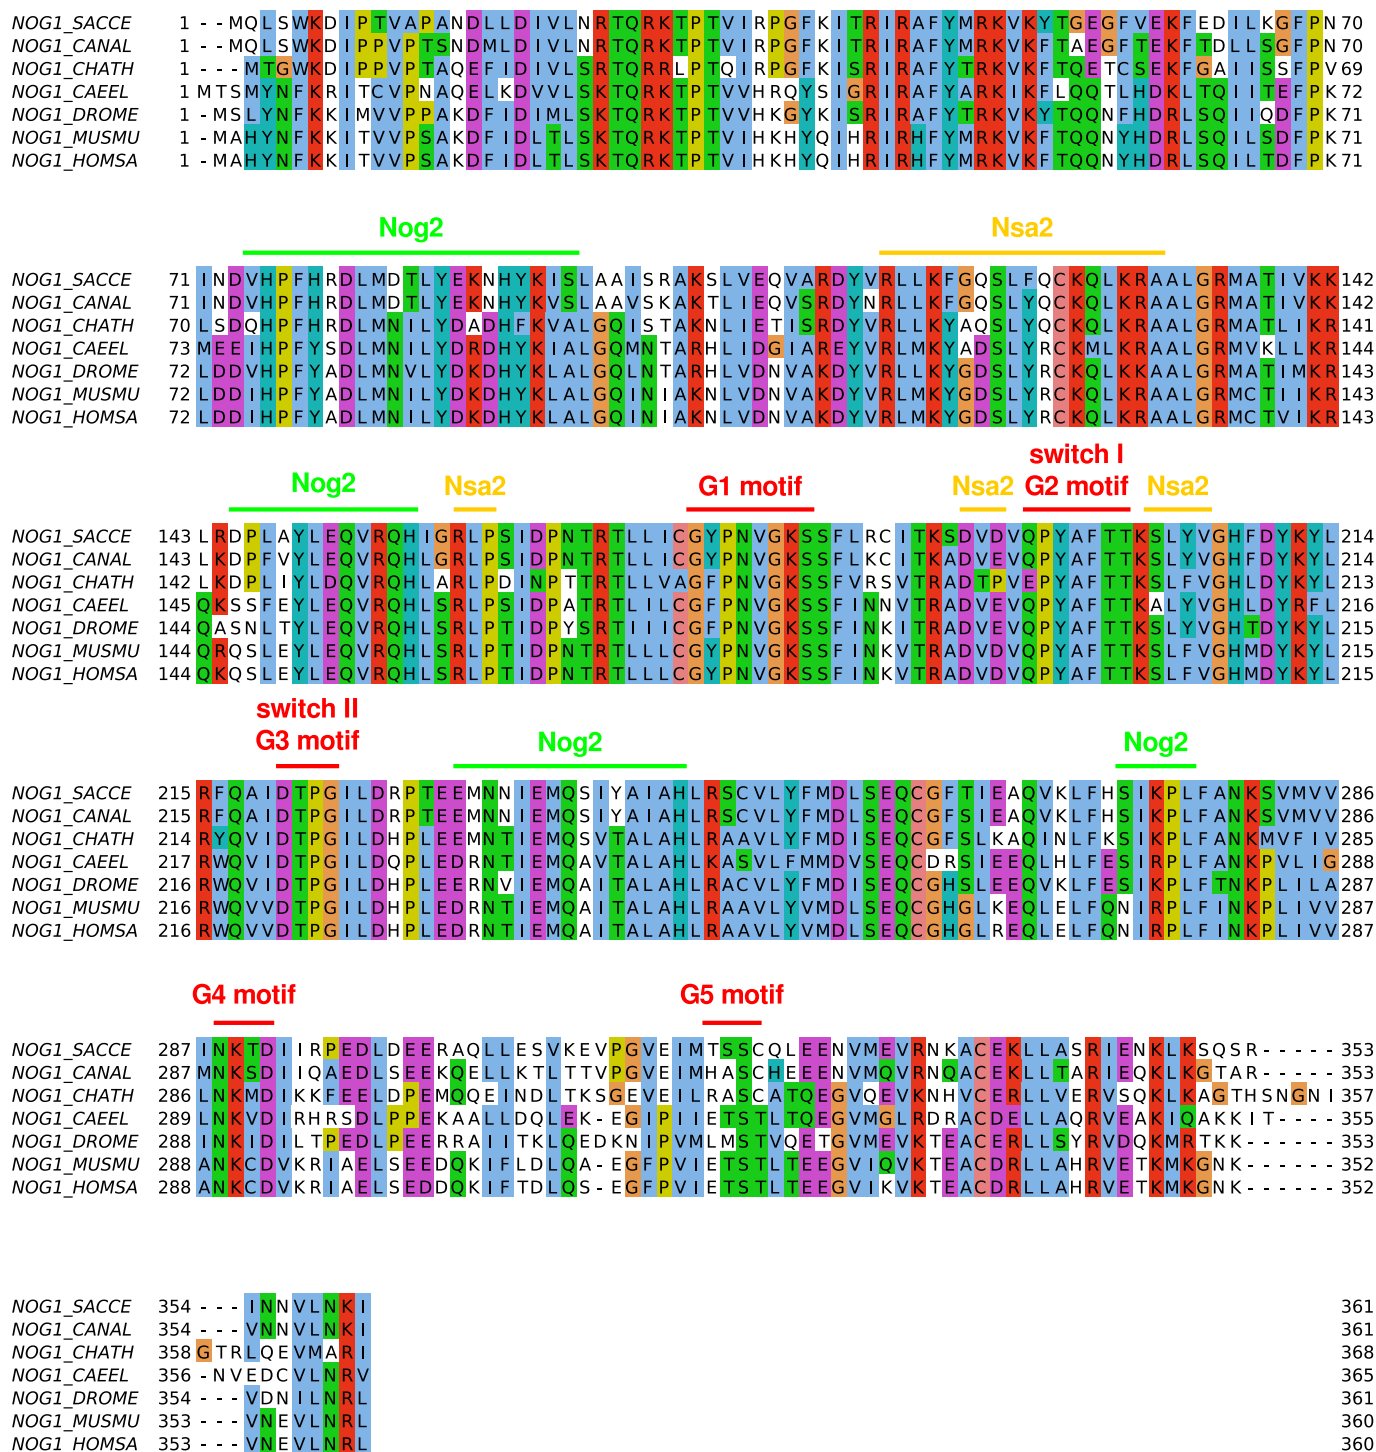 NOG1_SACCE 1 --MQLSWKDIPTVAPANDLLDIVLNRTQRKTPTVIRPGFKITRIRAFYMRKVKYTGEGFVEKFEDILKGFPN 70
NOG1_CANAL 1 --MQLSWKDIPPVPTSNDMLDIVLNRTQRKTPTVIRPGFKITRIRAFYMRKVKFTAEGFTEKFTDLLSGFPN 70
NOG1_CHATH 1 ---MTGWKDIPPVPTAQEFIDIVLSRTQRRLPTQIRPGFKISRIRAFYTRKVKFTQETCSEKFGAIISSFPV 69
NOG1_CAEEL 1 MTSMYNFKRITCVPNAQELKDVVLSKTQRKTPTVVHRQYSIGRIRAFYARKIKFLQQTLHDKLTQIITEFPK 72
NOG1_DROME 1 -MSLYNFKKIMVVPPAKDFIDIMLSKTQRKTPTVVHKGYKISRIRAFYTRKVKYTQQNFHDRLSQIIQDFPK 71
NOG1_MUSMU 1 -MAHYNFKKITVVPSAKDFIDLTLSKTQRKTPTVIHKHYQIHRIRHFYMRKVKFTQQNYHDRLSQILSDFPK 71
NOG1_HOMSA 1 -MAHYNFKKITVVPSAKDFIDLTLSKTQRKTPTVIHKHYQIHRIRHFYMRKVKFTQQNYHDRLSQILTDFPK 71
Nog2 Nsa2
NOG1_SACCE 71 INDVHPFHRDLMDTLYEKNHYKISLAAISRAKSLVEQVARDYVRLLKFGQSLFQCKQLKRAALGRMATIVKK 142
NOG1_CANAL 71 INDVHPFHRDLMDTLYEKNHYKVSLAAVSKAKTLIEQVSRDYNRLLKFGQSLYQCKQLKRAALGRMATIVKK 142
NOG1_CHATH 70 LSDQHPFHRDLMNILYDADHFKVALGQISTAKNLIETISRDYVRLLKYAQSLYQCKQLKRAALGRMATLIKR 141
NOG1_CAEEL 73 MEEIHPFYSDLMNILYDRDHYKIALGQMNTARHLIDGIAREYVRLMKYADSLYRCKMLKRAALGRMVKLLKR 144
NOG1_DROME 72 LDDVHPFYADLMNVLYDKDHYKLALGQLNTARHLVDNVAKDYVRLLKYGDSLYRCKQLKKAALGRMATIMKR 143
NOG1_MUSMU 72 LDDIHPFYADLMNILYDKDHYKLALGQINIAKNLVDNVAKDYVRLMKYGDSLYRCKQLKRAALGRMCTVIKR 143
NOG1_HOMSA 72 LDDIHPFYADLMNILYDKDHYKLALGQINIAKNLVDNVAKDYVRLMKYGDSLYRCKQLKRAALGRMCTVIKR 143
switch I
Nog2 Nsa2 G1 motif Nsa2 G2 motif Nsa2
NOG1_SACCE 143 LRDPLAYLEQVRQHIGRLPSIDPNTRTLLICGYPNVGKSSFLRCITKSDVDVQPYAFTTKSLYVGHFDYKYL 214
NOG1_CANAL 143 LKDPFVYLEQVRQHLGRLPSIDPNTRTLLICGYPNVGKSSFLKCITKADVEVQPYAFTTKSLYVGHFDYKYL 214
NOG1_CHATH 142 LKDPLIYLDQVRQHLARLPDINPTTRTLLVAGFPNVGKSSFVRSVTRADTPVEPYAFTTKSLFVGHLDYKYL 213
NOG1_CAEEL 145 QKSSFEYLEQVRQHLSRLPSIDPATRTLILCGFPNVGKSSFINNVTRADVEVQPYAFTTKALYVGHLDYRFL 216
NOG1_DROME 144 QASNLTYLEQVRQHLSRLPTIDPYSRTIIICGFPNVGKSSFINKITRADVEVQPYAFTTKSLYVGHTDYKYL 215
NOG1_MUSMU 144 QRQSLEYLEQVRQHLSRLPTIDPNTRTLLLCGYPNVGKSSFINKVTRADVDVQPYAFTTKSLFVGHMDYKYL 215
NOG1_HOMSA 144 QKQSLEYLEQVRQHLSRLPTIDPNTRTLLLCGYPNVGKSSFINKVTRADVDVQPYAFTTKSLFVGHMDYKYL 215
switch II
G3 motif Nog2 Nog2
NOG1_SACCE 215 RFQAIDTPGILDRPTEEMNNIEMQSIYAIAHLRSCVLYFMDLSEQCGFTIEAQVKLFHSIKPLFANKSVMVV 286
NOG1_CANAL 215 RFQAIDTPGILDRPTEEMNNIEMQSIYAIAHLRSCVLYFMDLSEQCGFSIEAQVKLFHSIKPLFANKSVMVV 286
NOG1_CHATH 214 RYQVIDTPGILDHPLEEMNTIEMQSVTALAHLRAAVLYFMDLSEQCGFSLKAQINLFKSIKPLFANKMVFIV 285
NOG1_CAEEL 217 RWQVIDTPGILDQPLEDRNTIEMQAVTALAHLKASVLFMMDVSEQCDRSIEEQLHLFESIRPLFANKPVLIG 288
NOG1_DROME 216 RWQVIDTPGILDHPLEERNVIEMQAITALAHLRACVLYFMDISEQCGHSLEEQVKLFESIKPLFTNKPLILA 287
NOG1_MUSMU 216 RWQVVDTPGILDHPLEDRNTIEMQAITALAHLRAAVLYVMDLSEQCGHGLKEQLELFQNIRPLFINKPLIVV 287
NOG1_HOMSA 216 RWQVVDTPGILDHPLEDRNTIEMQAITALAHLRAAVLYVMDLSEQCGHGLREQLELFQNIRPLFINKPLIVV 287
G4 motif G5 motif
NOG1_SACCE 287 INKTDIIRPEDLDEERAQLLESVKEVPGVEIMTSSCQLEENVMEVRNKACEKLLASRIENKLKSQSR----- 353
NOG1_CANAL 287 MNKSDIIQAEDLSEEKQELLKTLTTVPGVEIMHASCHEEENVMQVRNQACEKLLTARIEQKLKGTAR----- 353
NOG1_CHATH 286 LNKMDIKKFEELDPEMQQEINDLTKSGEVEILRASCATQEGVQEVKNHVCERLLVERVSQKLKAGTHSNGNI 357
NOG1_CAEEL 289 LNKVDIRHRSDLPPEKAALLDQLEK-EGIPIIETSTLTQEGVMGLRDRACDELLAQRVEAKIQAKKIT---- 355
NOG1_DROME 288 INKIDILTPEDLPEERRAIITKLQEDKNIPVMLMSTVQETGVMEVKTEACERLLSYRVDQKMRTKK------ 353
NOG1_MUSMU 288 ANKCDVKRIAELSEEDQKIFLDLQA-EGFPVIETSTLTEEGVIQVKTEACDRLLAHRVETKMKGNK------ 352
NOG1_HOMSA 288 ANKCDVKRIAELSEDDQKIFTDLQS-EGFPVIETSTLTEEGVIKVKTEACDRLLAHRVETKMKGNK------ 352
NOG1_SACCE 354 ---INNVLNKI 361
NOG1_CANAL 354 ---VNNVLNKI 361
NOG1_CHATH 358 GTRLQEVMARI 368
NOG1_CAEEL 356 -NVEDCVLNRV 365
NOG1_DROME 354 ---VDNILNRL 361
NOG1_MUSMU 353 ---VNEVLNRL 360
NOG1_HOMSA 353 ---VNEVLNRL 360